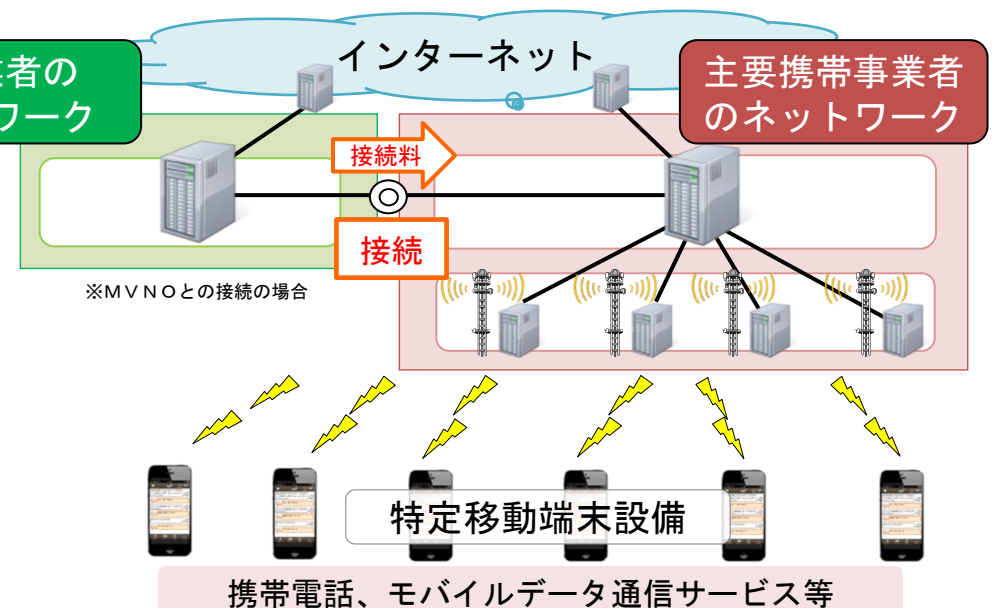 インターネット
者の
ワーク
主要携帯事業者
のネットワーク
接続料
接続
※ＭＶＮＯとの接続の場合
特定移動端末設備
携帯電話、モバイルデータ通信サービス等